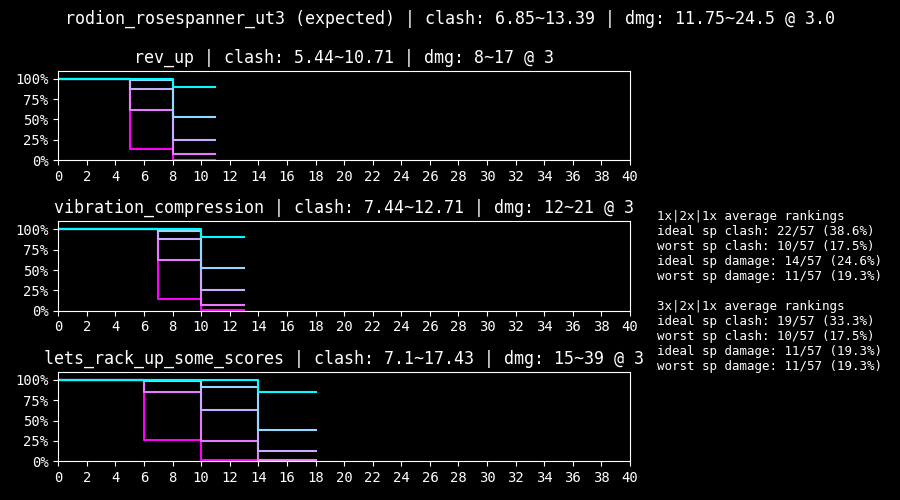 rodion_rosespanner_ut3 (expected) | clash: 6.85~13.39 | dmg: 11.75~24.5 @ 3.0
rev_up | clash: 5.44~10.71 | dmg: 8~17 @ 3
100%
75%
50%
25%
0%
0 2 4 6 8 10 12 14 16 18 20 22 24 26 28 30 32 34 36 38 40
vibration_compression | clash: 7.44~12.71 | dmg: 12~21 @ 3
100%
75%
50%
25%
0%
0 2 4 6 8 10 12 14 16 18 20 22 24 26 28 30 32 34 36 38 40
lets_rack_up_some_scores | clash: 7.1~17.43 | dmg: 15~39 @ 3
100%
75%
50%
25%
0%
0 2 4 6 8 10 12 14 16 18 20 22 24 26 28 30 32 34 36 38 40
1x|2x|1x average rankings
ideal sp clash: 22/57 (38.6%)
worst sp clash: 10/57 (17.5%)
ideal sp damage: 14/57 (24.6%)
worst sp damage: 11/57 (19.3%)
3x|2x|1x average rankings
ideal sp clash: 19/57 (33.3%)
worst sp clash: 10/57 (17.5%)
ideal sp damage: 11/57 (19.3%)
worst sp damage: 11/57 (19.3%)